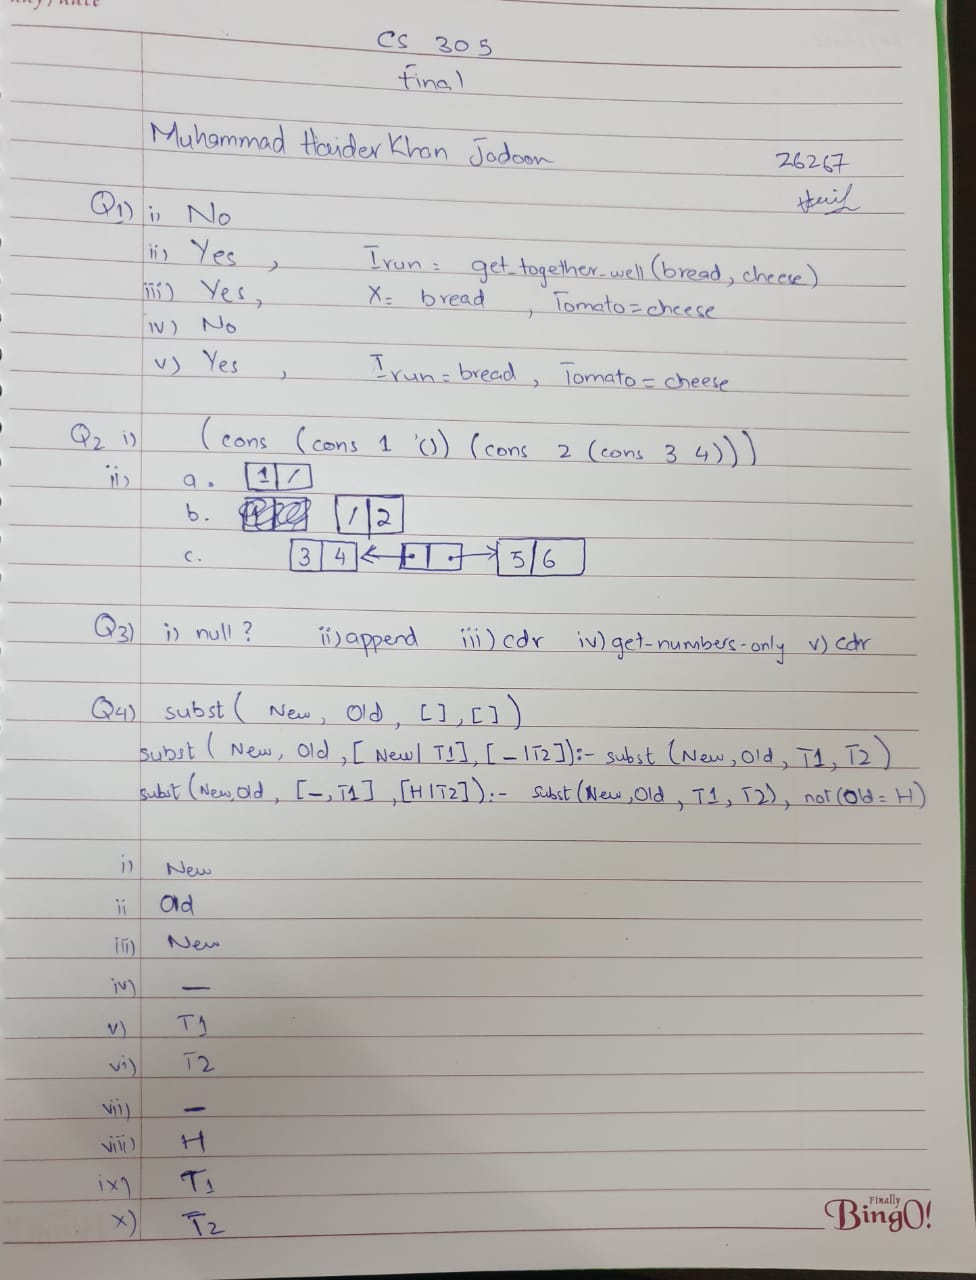 CS 305
final
Muhammad Haider Khan Jadoon 26267
Q1) i) No
ii) Yes, Irun = get_together_well (bread, cheese)
iii) Yes, X= bread, Tomato = cheese
iv) No
v) Yes, Irun = bread, Tomato = cheese
Q2 i) (cons (cons 1 '()) (cons 2 (cons 3 4)))
ii) a. 1 /
b. / 2
c. 3 4 5 6
Q3) i) null? ii) append iii) cdr iv) get-numbers-only v) cdr
Q4) subst( New, Old, [], [])
subst( New, Old, [New| T1], [_|T2]):- subst (New, Old, T1, T2)
subst (New, Old, [_, T1], [H|T2]):- subst (New, Old, T1, T2), not (Old = H)
i) New
ii Old
iii) New
iv) _
v) T1
vi) T2
vii) _
viii) H
ix) T1
x) T2
Finally
BingO!